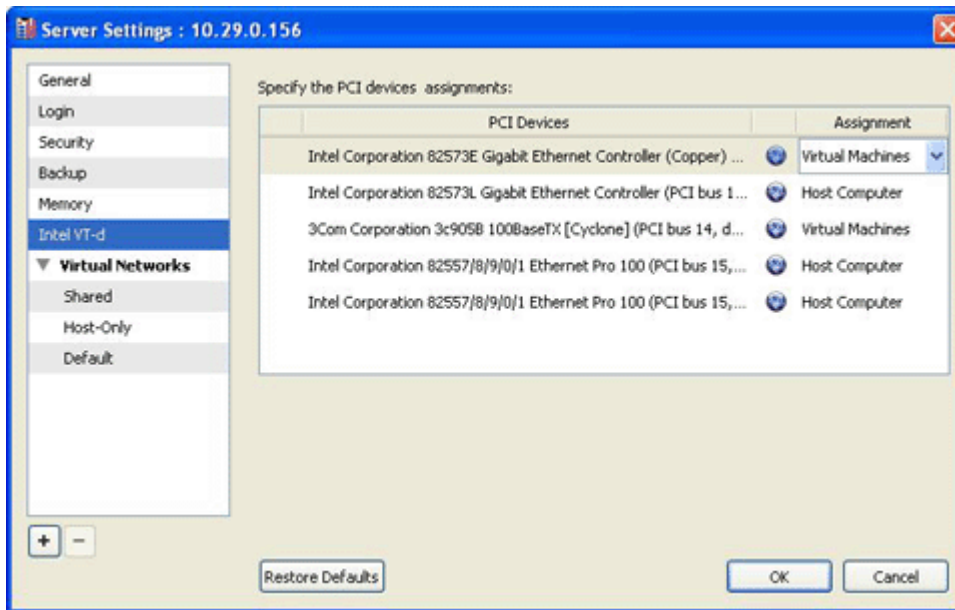 Server Settings : 10.29.0.156
General
Login
Security
Backup
Memory
Intel VT-d
Virtual Networks
Shared
Host-Only
Default
Specify the PCI devices assignments:
PCI Devices Assignment
Intel Corporation 82573E Gigabit Ethernet Controller (Copper) ... Virtual Machines
Intel Corporation 82573L Gigabit Ethernet Controller (PCI bus 1... Host Computer
3Com Corporation 3c905B 100BaseTX [Cyclone] (PCI bus 14, d... Virtual Machines
Intel Corporation 82557/8/9/0/1 Ethernet Pro 100 (PCI bus 15,... Host Computer
Intel Corporation 82557/8/9/0/1 Ethernet Pro 100 (PCI bus 15,... Host Computer
+ −
Restore Defaults OK Cancel